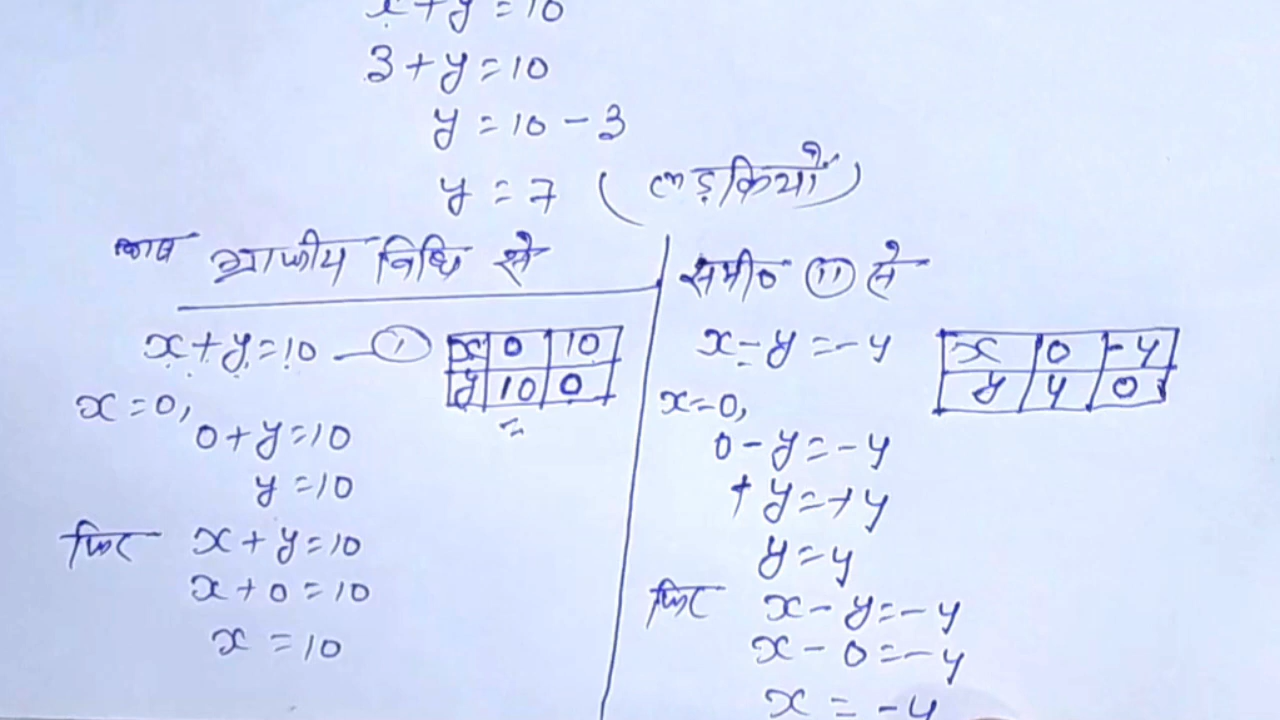 x+y=10
3+y=10
y=10-3
y=7 (लड़कियों)
ग्राफीय विधि से
x+y=10 —(i)
x 0 10
y 10 0
x=0,
0+y=10
y=10
फिर x+y=10
x+0=10
x=10
समी० (ii) से
x-y=-4
x 0 -4
y 4 0
x=0,
0-y=-4
+y=+4
y=4
फिर x-y=-4
x-0=-4
x=-4